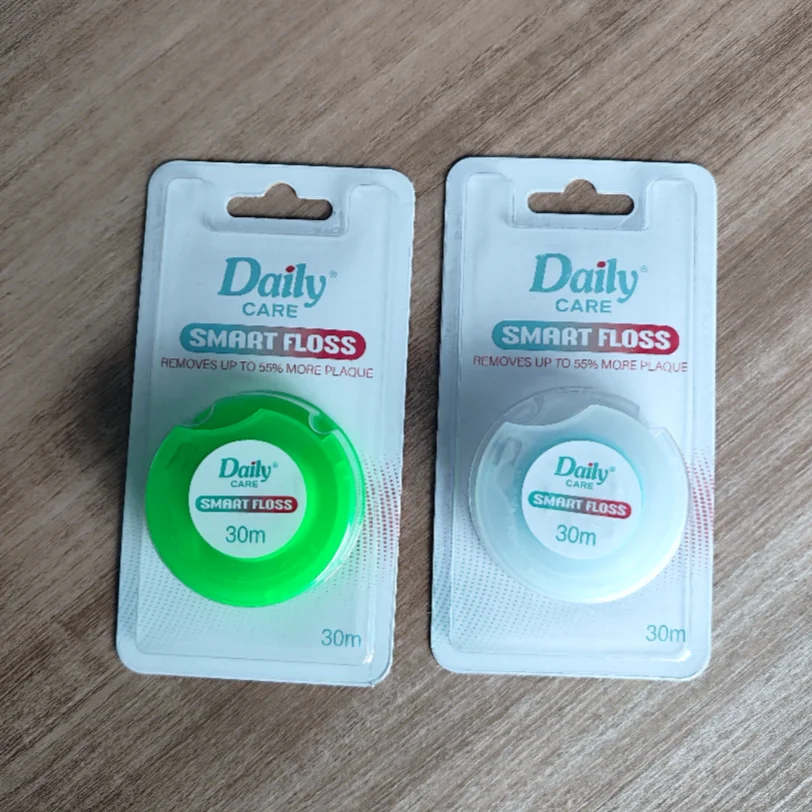 Daily®
CARE
SMART FLOSS
REMOVES UP TO 55% MORE PLAQUE
Daily®
CARE
SMART FLOSS
30m
30m
Daily®
CARE
SMART FLOSS
REMOVES UP TO 55% MORE PLAQUE
Daily®
CARE
SMART FLOSS
30m
30m